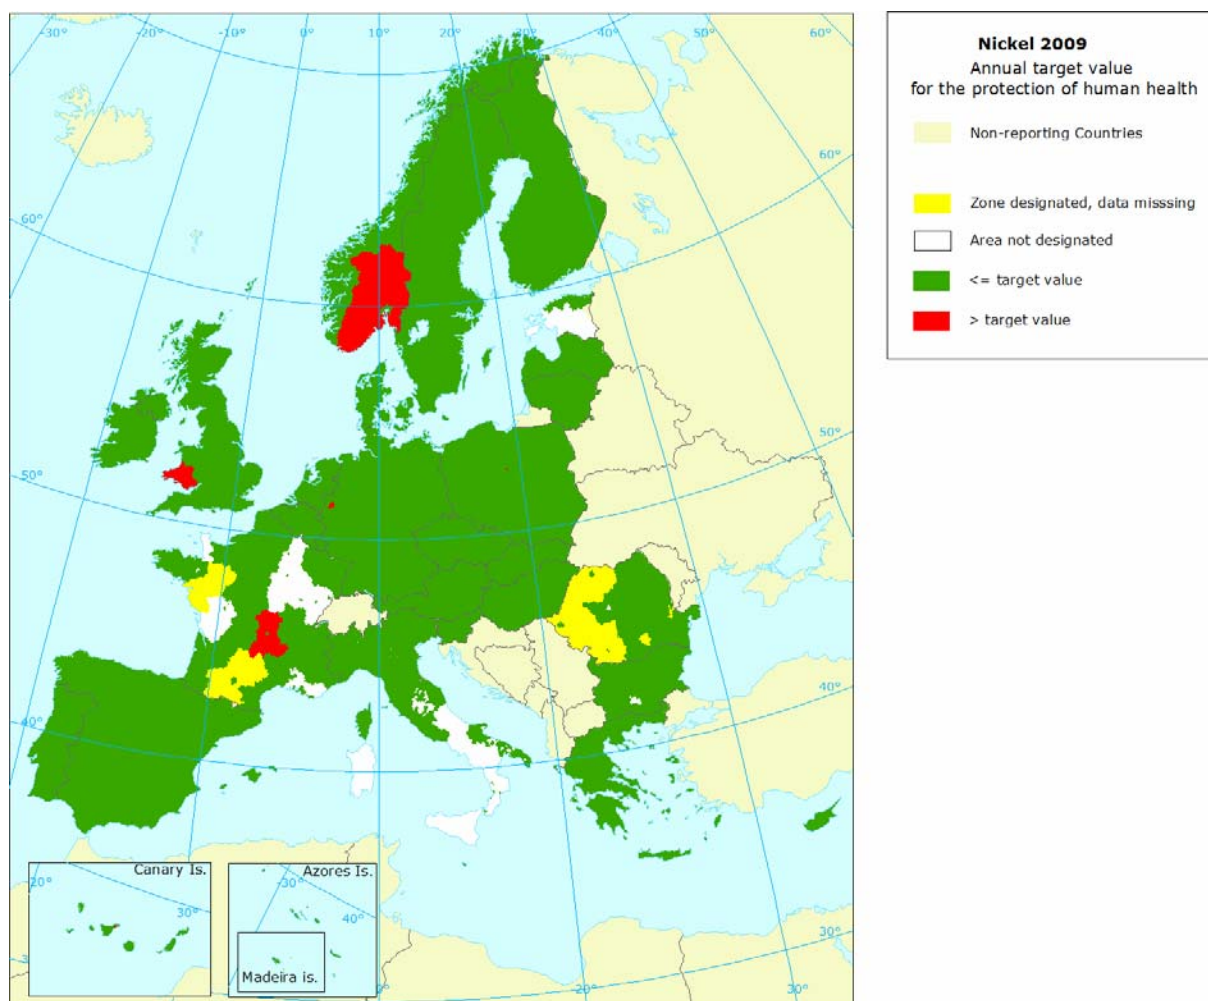 -30°
-20°
-10°
0°
10°
20°
30°
40°
50°
60°
60°
60°
50°
50°
40°
40°
30°
Canary Is.
20°
30°
Azores Is.
-30°
40°
Madeira is.
0°
10°
20°
30°
Nickel 2009
Annual target value
for the protection of human health
Non-reporting Countries
Zone designated, data misssing
Area not designated
<= target value
> target value